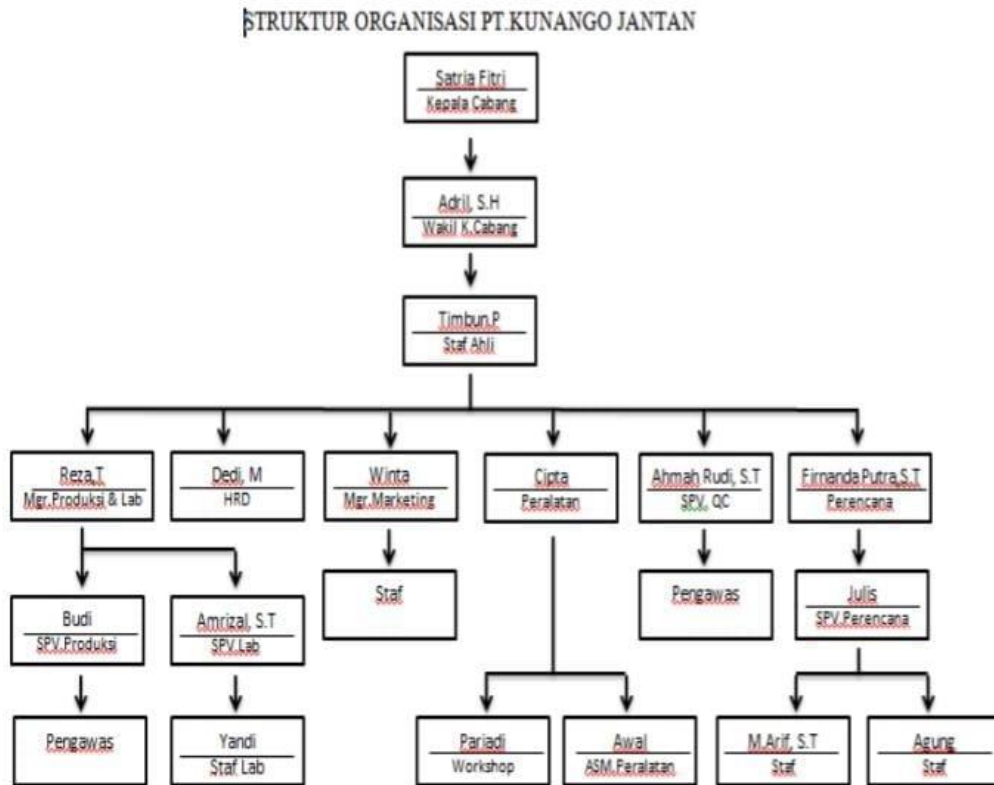 STRUKTUR ORGANISASI PT.KUNANGO JANTAN
Satria Fitri
Kepala Cabang
Adril, S.H
Wakil K.Cabang
Timbun.P
Staf Ahli
Reza,T
Mgr.Produksi & Lab
Dedi, M
HRD
Winta
Mgr.Marketing
Cipta
Peralatan
Ahmah Rudi, S.T
SPV. QC
Firnanda Putra,S.T
Perencana
Budi
SPV.Produksi
Amrizal, S.T
SPV.Lab
Staf
Pengawas
Julis
SPV.Perencana
Pengawas
Yandi
Staf Lab
Pariadi
Workshop
Awal
ASM.Peralatan
M.Arif, S.T
Staf
Agung
Staf